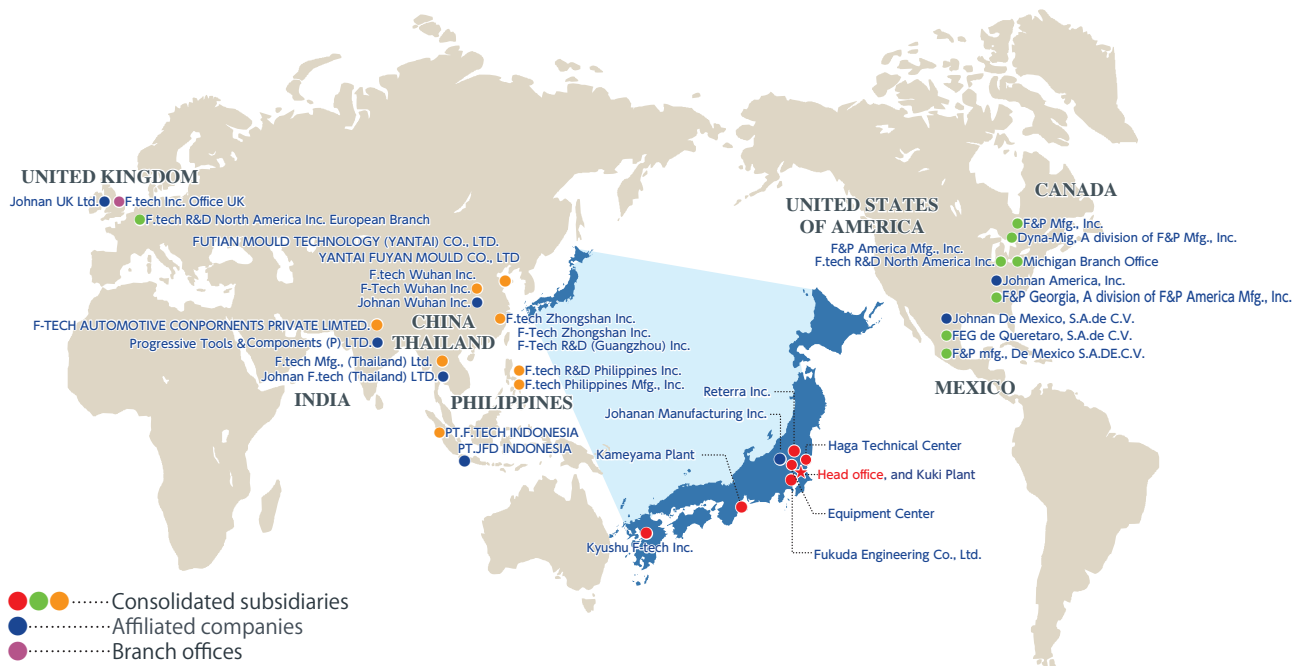 UNITED KINGDOM
Johnan UK Ltd.
F.tech Inc. Office UK
F.tech R&D North America Inc. European Branch
FUTIAN MOULD TECHNOLOGY (YANTAI) CO., LTD.
YANTAI FUYAN MOULD CO., LTD
F.tech Wuhan Inc.
F-Tech Wuhan Inc.
Johnan Wuhan Inc.
CHINA
F.tech Zhongshan Inc.
F-Tech Zhongshan Inc.
F-Tech R&D (Guangzhou) Inc.
F-TECH AUTOMOTIVE CONPORNENTS PRIVATE LIMTED.
Progressive Tools & Components (P) LTD.
THAILAND
F.tech Mfg., (Thailand) Ltd.
Johnan F.tech (Thailand) LTD.
INDIA
F.tech R&D Philippines Inc.
F.tech Philippines Mfg., Inc.
PHILIPPINES
PT.F.TECH INDONESIA
PT.JFD INDONESIA
Reterra Inc.
Johanan Manufacturing Inc.
Kameyama Plant
Kyushu F-tech Inc.
Haga Technical Center
Head office, and Kuki Plant
Equipment Center
Fukuda Engineering Co., Ltd.
CANADA
F&P Mfg., Inc.
Dyna-Mig, A division of F&P Mfg., Inc.
UNITED STATES
OF AMERICA
F&P America Mfg., Inc.
F.tech R&D North America Inc.
Michigan Branch Office
Johnan America, Inc.
F&P Georgia, A division of F&P America Mfg., Inc.
Johnan De Mexico, S.A.de C.V.
FEG de Queretaro, S.A.de C.V.
F&P mfg., De Mexico S.A.DE.C.V.
MEXICO
Consolidated subsidiaries
Affiliated companies
Branch offices